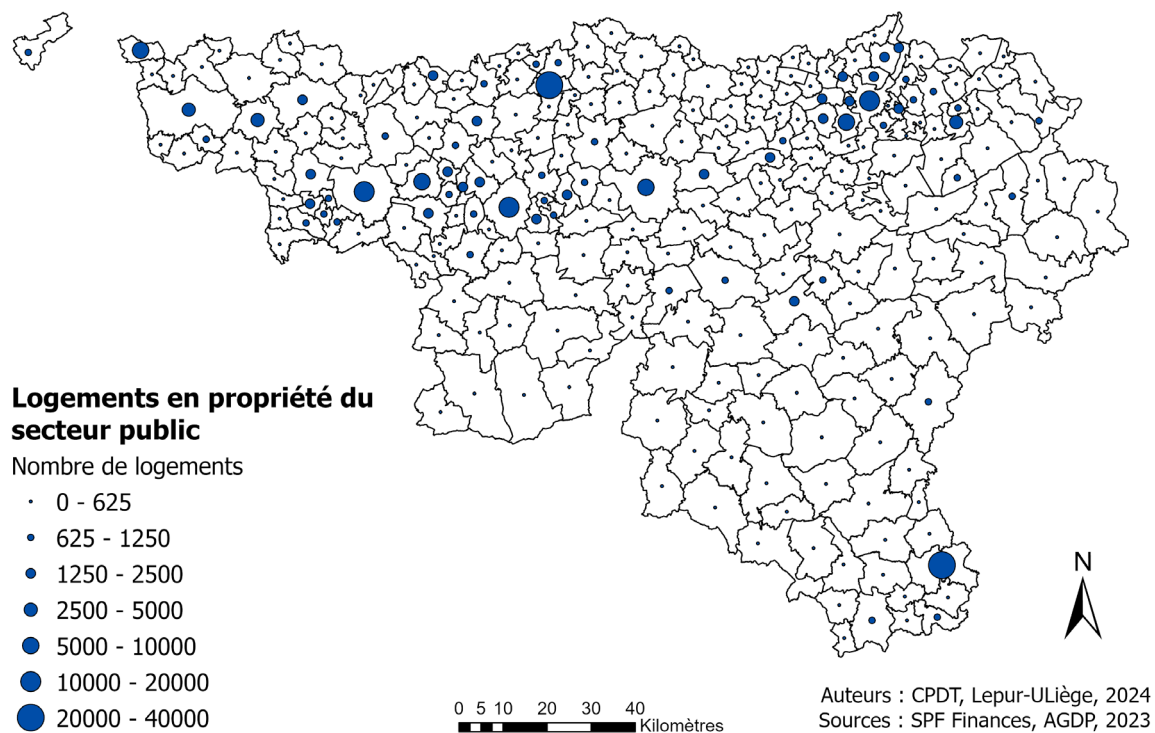 Logements en propriété du
secteur public
Nombre de logements
0 - 625
625 - 1250
1250 - 2500
2500 - 5000
5000 - 10000
10000 - 20000
20000 - 40000
0 5 10 20 30 40
Kilomètres
N
Auteurs : CPDT, Lepur-ULiège, 2024
Sources : SPF Finances, AGDP, 2023